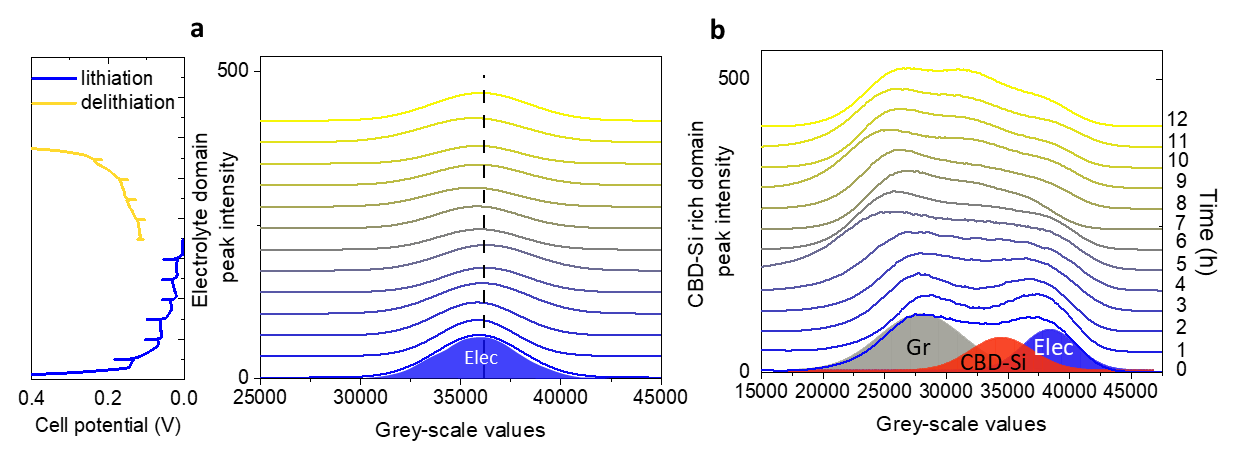 a
b
lithiation
delithiation
0.4
0.2
0.0
Cell potential (V)
Electrolyte domain
peak intensity
500
0
Elec
25000
30000
35000
40000
45000
Grey-scale values
CBD-Si rich domain
peak intensity
500
0
Gr
CBD-Si
Elec
15000
20000
25000
30000
35000
40000
45000
Grey-scale values
12
11
10
9
8
7
6
5
4
3
2
1
0
Time (h)